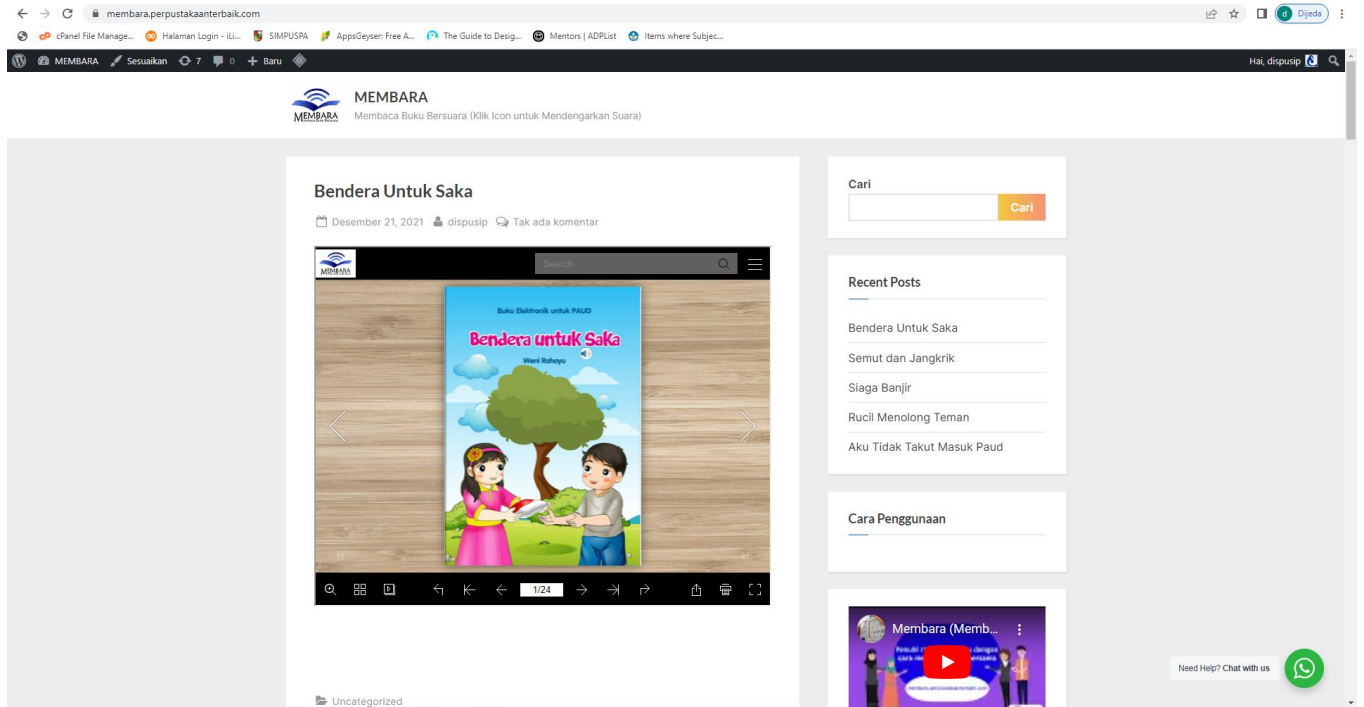 membara.perpustakaanterbaik.com
Dijeda
cPanel File Manage...
Halaman Login - iLi...
SIMPUSPA
AppsGeyser: Free A...
The Guide to Desig...
Mentors | ADPList
Items where Subjec...
MEMBARA
Sesuaikan
7
0
Baru
Hai, dispusip
MEMBARA
MEMBARA
Membaca Buku Bersuara (Klik Icon untuk Mendengarkan Suara)
Bendera Untuk Saka
Desember 21, 2021 dispusip Tak ada komentar
MEMBARA
Search
Buku Elektronik untuk PAUD
Bendera untuk Saka
Weni Rahayu
1/24
Uncategorized
Cari
Cari
Recent Posts
Bendera Untuk Saka
Semut dan Jangkrik
Siaga Banjir
Rucil Menolong Teman
Aku Tidak Takut Masuk Paud
Cara Penggunaan
Membara (Memb...
Need Help? Chat with us